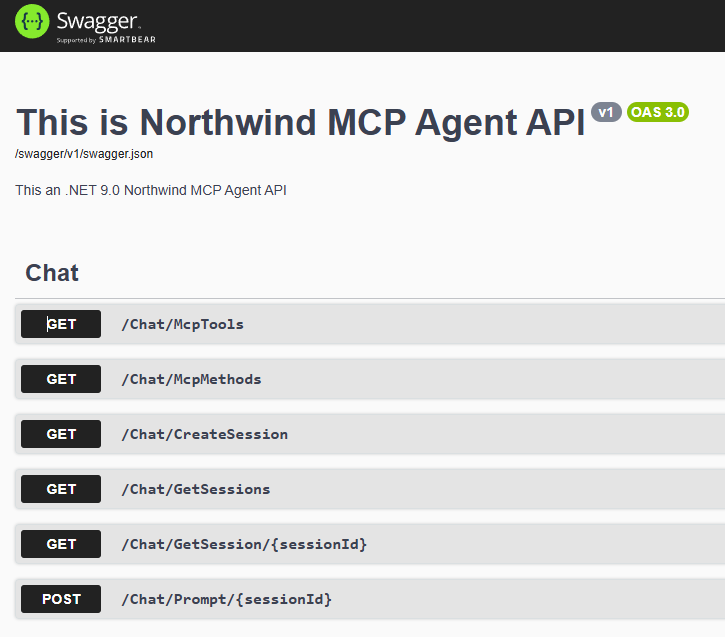 {···} Swagger.
Supported by SMARTBEAR
This is Northwind MCP Agent API v1 OAS 3.0
/swagger/v1/swagger.json
This an .NET 9.0 Northwind MCP Agent API
Chat
GET /Chat/McpTools
GET /Chat/McpMethods
GET /Chat/CreateSession
GET /Chat/GetSessions
GET /Chat/GetSession/{sessionId}
POST /Chat/Prompt/{sessionId}